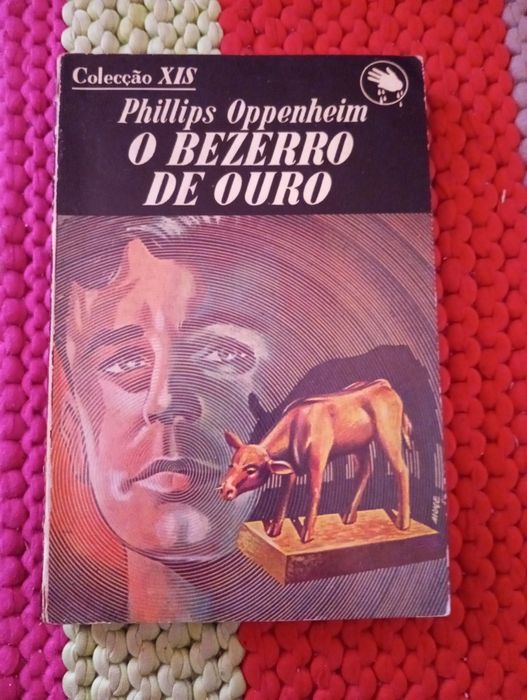 Colecção XIS
Phillips Oppenheim
O BEZERRO
DE OURO